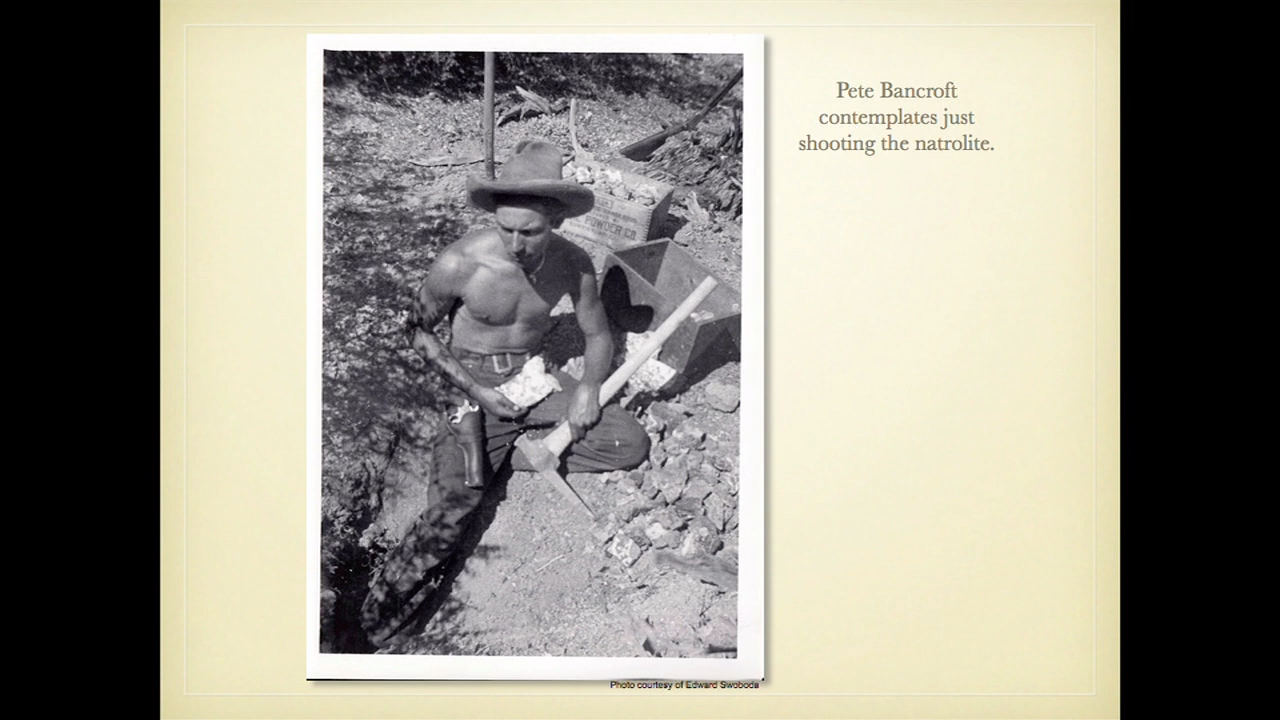 Pete Bancroft
contemplates just
shooting the natrolite.
POWDER CO
Photo courtesy of Edward Swoboda